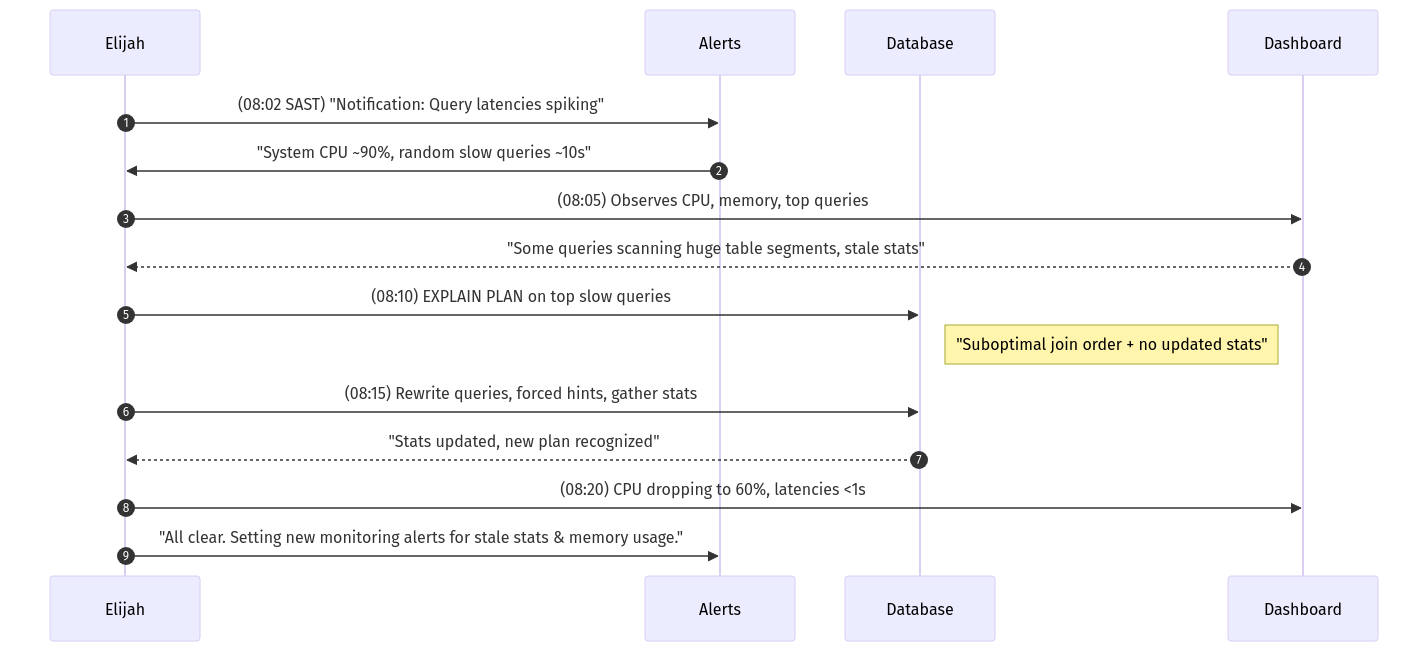 Elijah
Alerts
Database
Dashboard
(08:02 SAST) "Notification: Query latencies spiking"
1
"System CPU ~90%, random slow queries ~10s"
2
(08:05) Observes CPU, memory, top queries
3
"Some queries scanning huge table segments, stale stats"
4
(08:10) EXPLAIN PLAN on top slow queries
5
"Suboptimal join order + no updated stats"
(08:15) Rewrite queries, forced hints, gather stats
6
"Stats updated, new plan recognized"
7
(08:20) CPU dropping to 60%, latencies <1s
8
"All clear. Setting new monitoring alerts for stale stats & memory usage."
9
Elijah
Alerts
Database
Dashboard